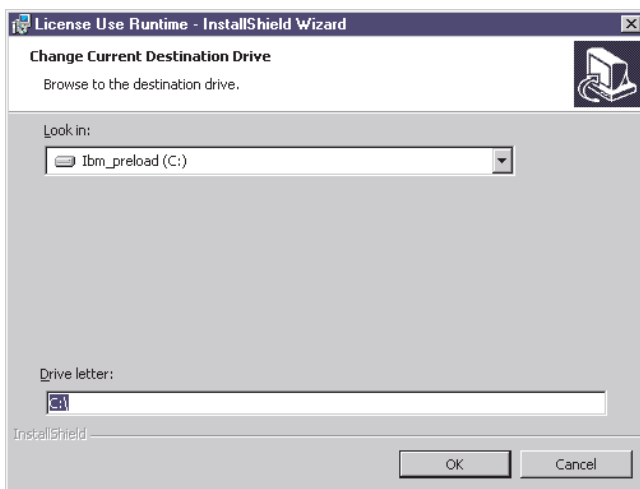 License Use Runtime - InstallShield Wizard
Change Current Destination Drive
Browse to the destination drive.
Look in:
Ibm_preload (C:)
Drive letter:
C:\
InstallShield
OK Cancel